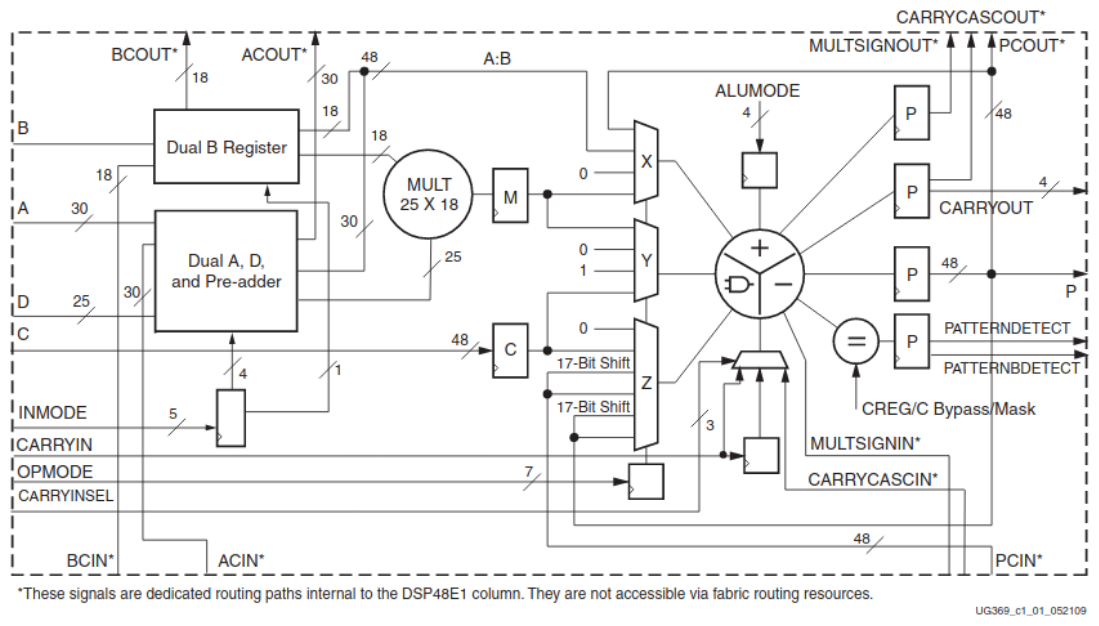 CARRYCASCOUT*
BCOUT*
ACOUT*
MULTSIGNOUT*
PCOUT*
48
A:B
18
30
ALUMODE
18
4
P
48
B
Dual B Register
18
X
0
MULT
25 X 18
M
P
4
CARRYOUT
18
A
30
30
Dual A, D,
and Pre-adder
0
Y
1
+
−
25
P
48
P
D
25
30
C
48
C
0
17-Bit Shift
Z
17-Bit Shift
=
P
PATTERNDETECT
PATTERNBDETECT
4
1
INMODE
5
3
CREG/C Bypass/Mask
CARRYIN
MULTSIGNIN*
OPMODE
7
CARRYCASCIN*
CARRYINSEL
48
BCIN*
ACIN*
PCIN*
*These signals are dedicated routing paths internal to the DSP48E1 column. They are not accessible via fabric routing resources.
UG369_c1_01_052109